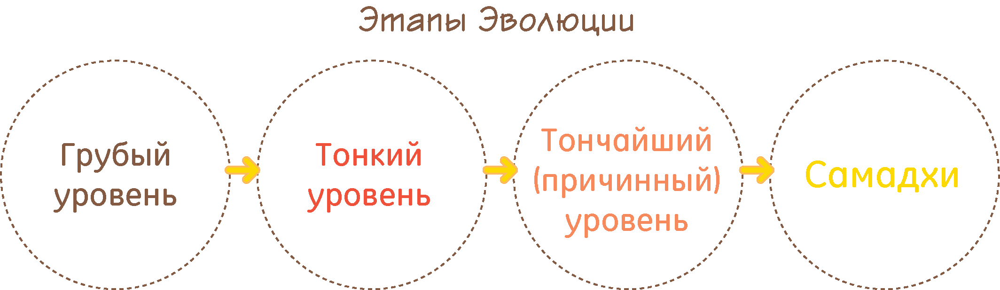 Этапы Эволюции
Грубый
уровень
Тонкий
уровень
Тончайший
(причинный)
уровень
Самадхи